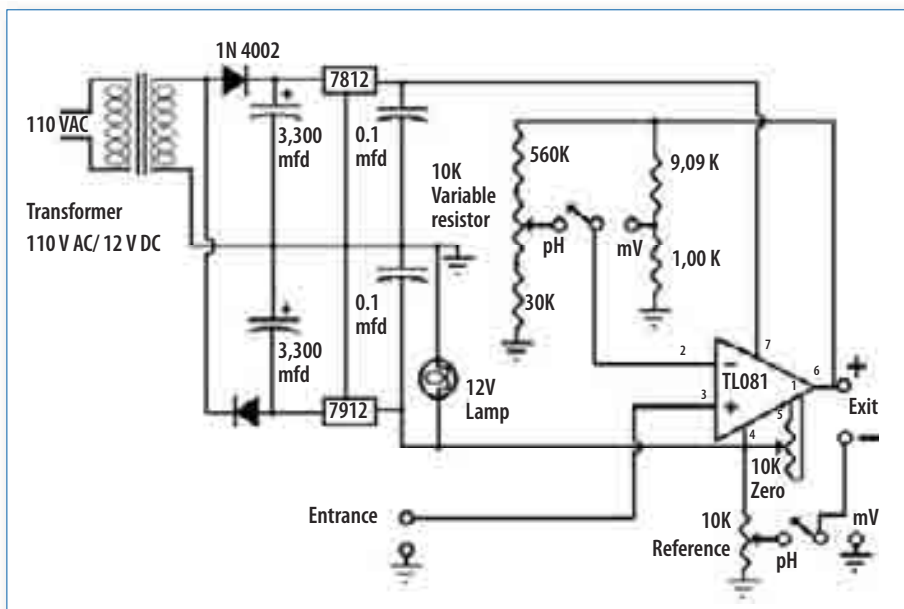 1N 4002
7812
110 VAC
3,300
mfd
0.1
mfd
10K
Variable
resistor
560K
9,09 K
Transformer
110 V AC/ 12 V DC
pH
mV
1,00 K
30K
0.1
mfd
3,300
mfd
7912
12V
Lamp
2
3
7
TL081
1
6
+
5
4
Exit
10K
Zero
Entrance
10K
Reference
pH
mV